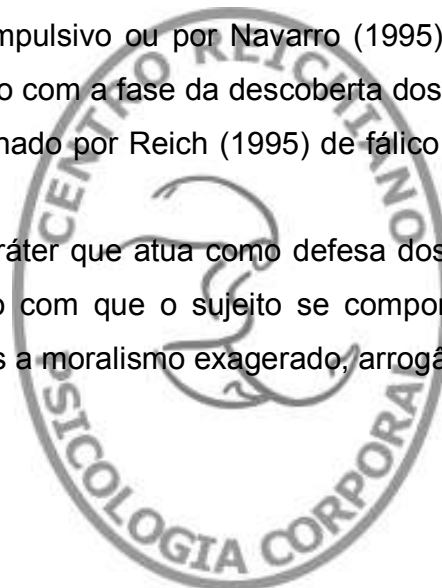 mpulsivo ou por Navarro (1995)
o com a fase da descoberta dos
nado por Reich (1995) de fálico
ráter que atua como defesa dos
o com que o sujeito se compor
s a moralismo exagerado, arrogâ
CENTRO REICHIANO
PSICOLOGIA CORPORAL